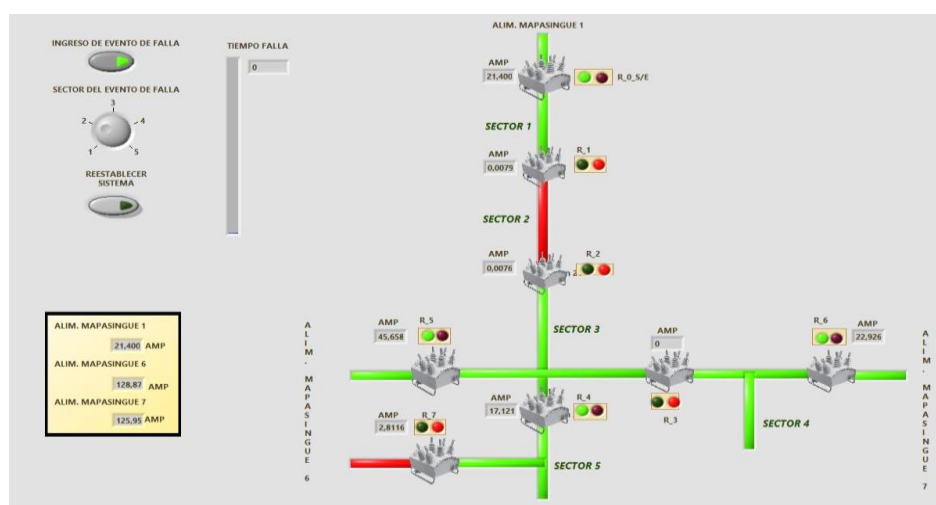 INGRESO DE EVENTO DE FALLA
SECTOR DEL EVENTO DE FALLA
3
2 4
1 5
REESTABLECER
SISTEMA
TIEMPO FALLA
0
ALIM. MAPASINGUE 1
AMP
21,400
R_0_S/E
SECTOR 1
AMP
0,0079
R_1
SECTOR 2
AMP
0,0076
R_2
SECTOR 3
AMP
45,658
R_5
AMP
0
R_3
R_6
AMP
22,926
AMP
17,121
R_4
AMP
2,8116
R_7
SECTOR 4
SECTOR 5
ALIM. MAPASINGUE 6
ALIM. MAPASINGUE 7
ALIM. MAPASINGUE 1
21,400 AMP
ALIM. MAPASINGUE 6
128,87 AMP
ALIM. MAPASINGUE 7
125,95 AMP